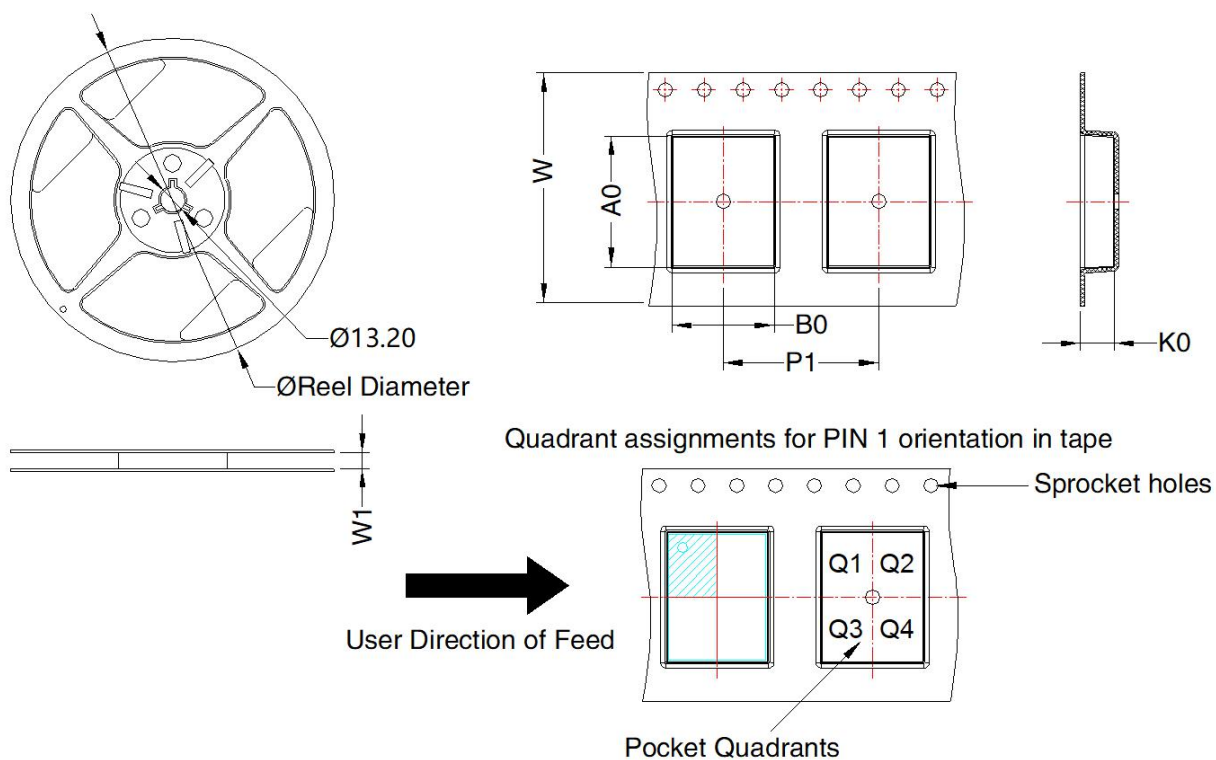 W
A0
B0
P1
K0
Ø13.20
ØReel Diameter
W1
Quadrant assignments for PIN 1 orientation in tape
Sprocket holes
Q1 Q2
Q3 Q4
User Direction of Feed
Pocket Quadrants